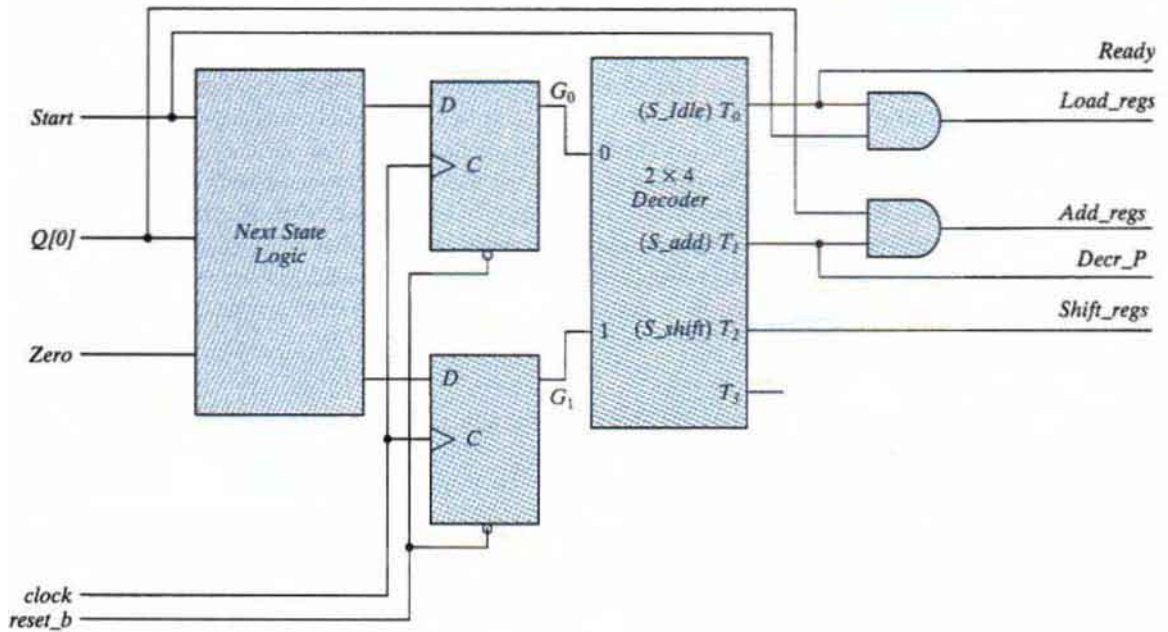 Ready
Start
Load_regs
Q[0]
Next State
Logic
Zero
D
G₀
C
D
G₁
C
(S_Idle) T₀
0
2 × 4
Decoder
(S_add) T₁
1
(S_shift) T₂
T₃
Add_regs
Decr_P
Shift_regs
clock
reset_b